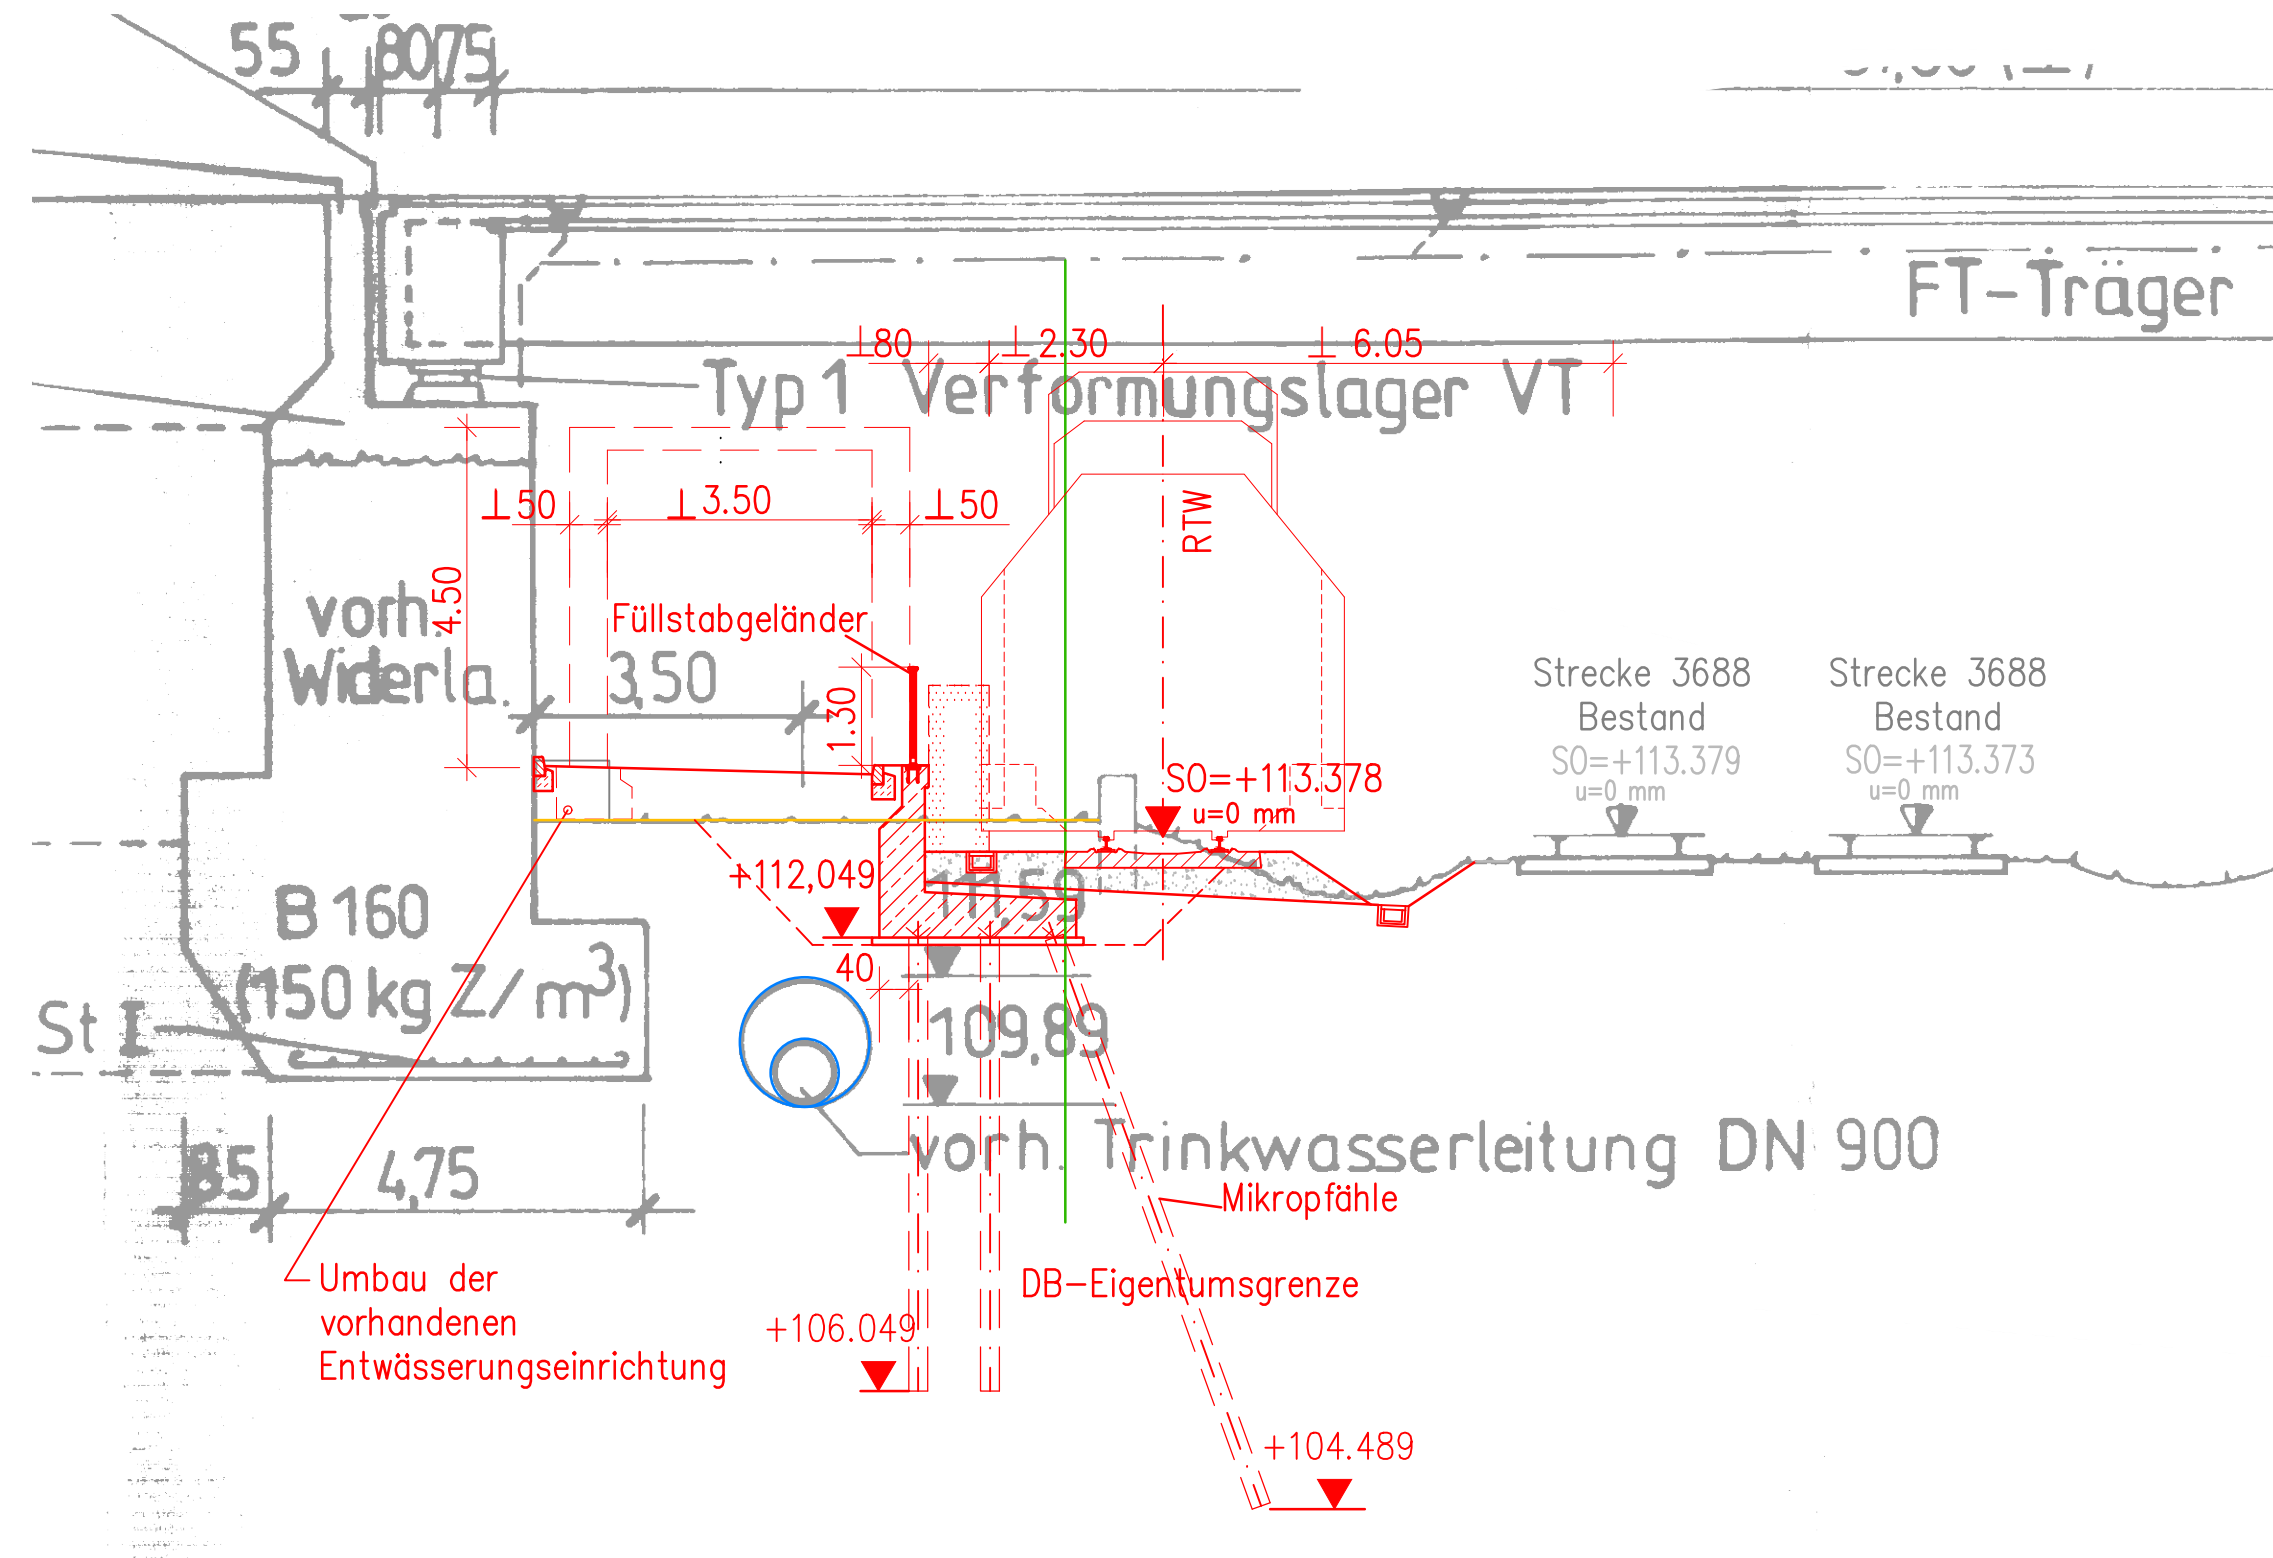 55
80
75
FT-Träger
⊥80
⊥ 2.30
⊥ 6.05
Typ 1 Verformungslager VT
⊥50
⊥3.50
⊥50
RTW
4.50
vorh.
Widerla.
Füllstabgeländer
3,50
1.30
Strecke 3688
Bestand
SO=+113.379
u=0 mm
Strecke 3688
Bestand
SO=+113.373
u=0 mm
SO=+113.378
u=0 mm
+112,049
111,59
B 160
(150 kg Z/m³)
St I
40
109,89
vorh. Trinkwasserleitung DN 900
85
4,75
Mikropfähle
Umbau der
vorhandenen
Entwässerungseinrichtung
DB-Eigentumsgrenze
+106.049
+104.489